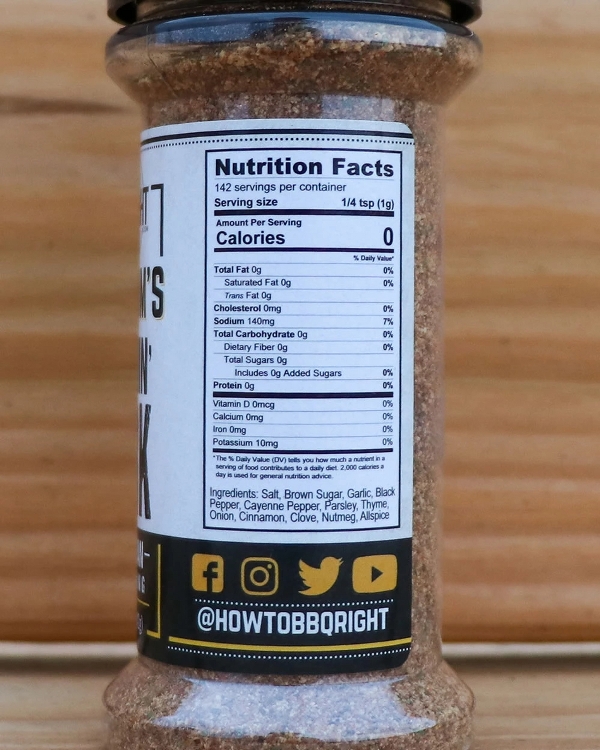 HT
'S
IN'
K
Nutrition Facts
142 servings per container
Serving size 1/4 tsp (1g)
Amount Per Serving
Calories 0
% Daily Value*
Total Fat 0g 0%
Saturated Fat 0g 0%
Trans Fat 0g
Cholesterol 0mg 0%
Sodium 140mg 7%
Total Carbohydrate 0g 0%
Dietary Fiber 0g 0%
Total Sugars 0g
Includes 0g Added Sugars 0%
Protein 0g 0%
Vitamin D 0mcg 0%
Calcium 0mg 0%
Iron 0mg 0%
Potassium 10mg 0%
*The % Daily Value (DV) tells you how much a nutrient in a
serving of food contributes to a daily diet. 2,000 calories a
day is used for general nutrition advice.
Ingredients: Salt, Brown Sugar, Garlic, Black
Pepper, Cayenne Pepper, Parsley, Thyme,
Onion, Cinnamon, Clove, Nutmeg, Allspice
@HOWTOBBQRIGHT